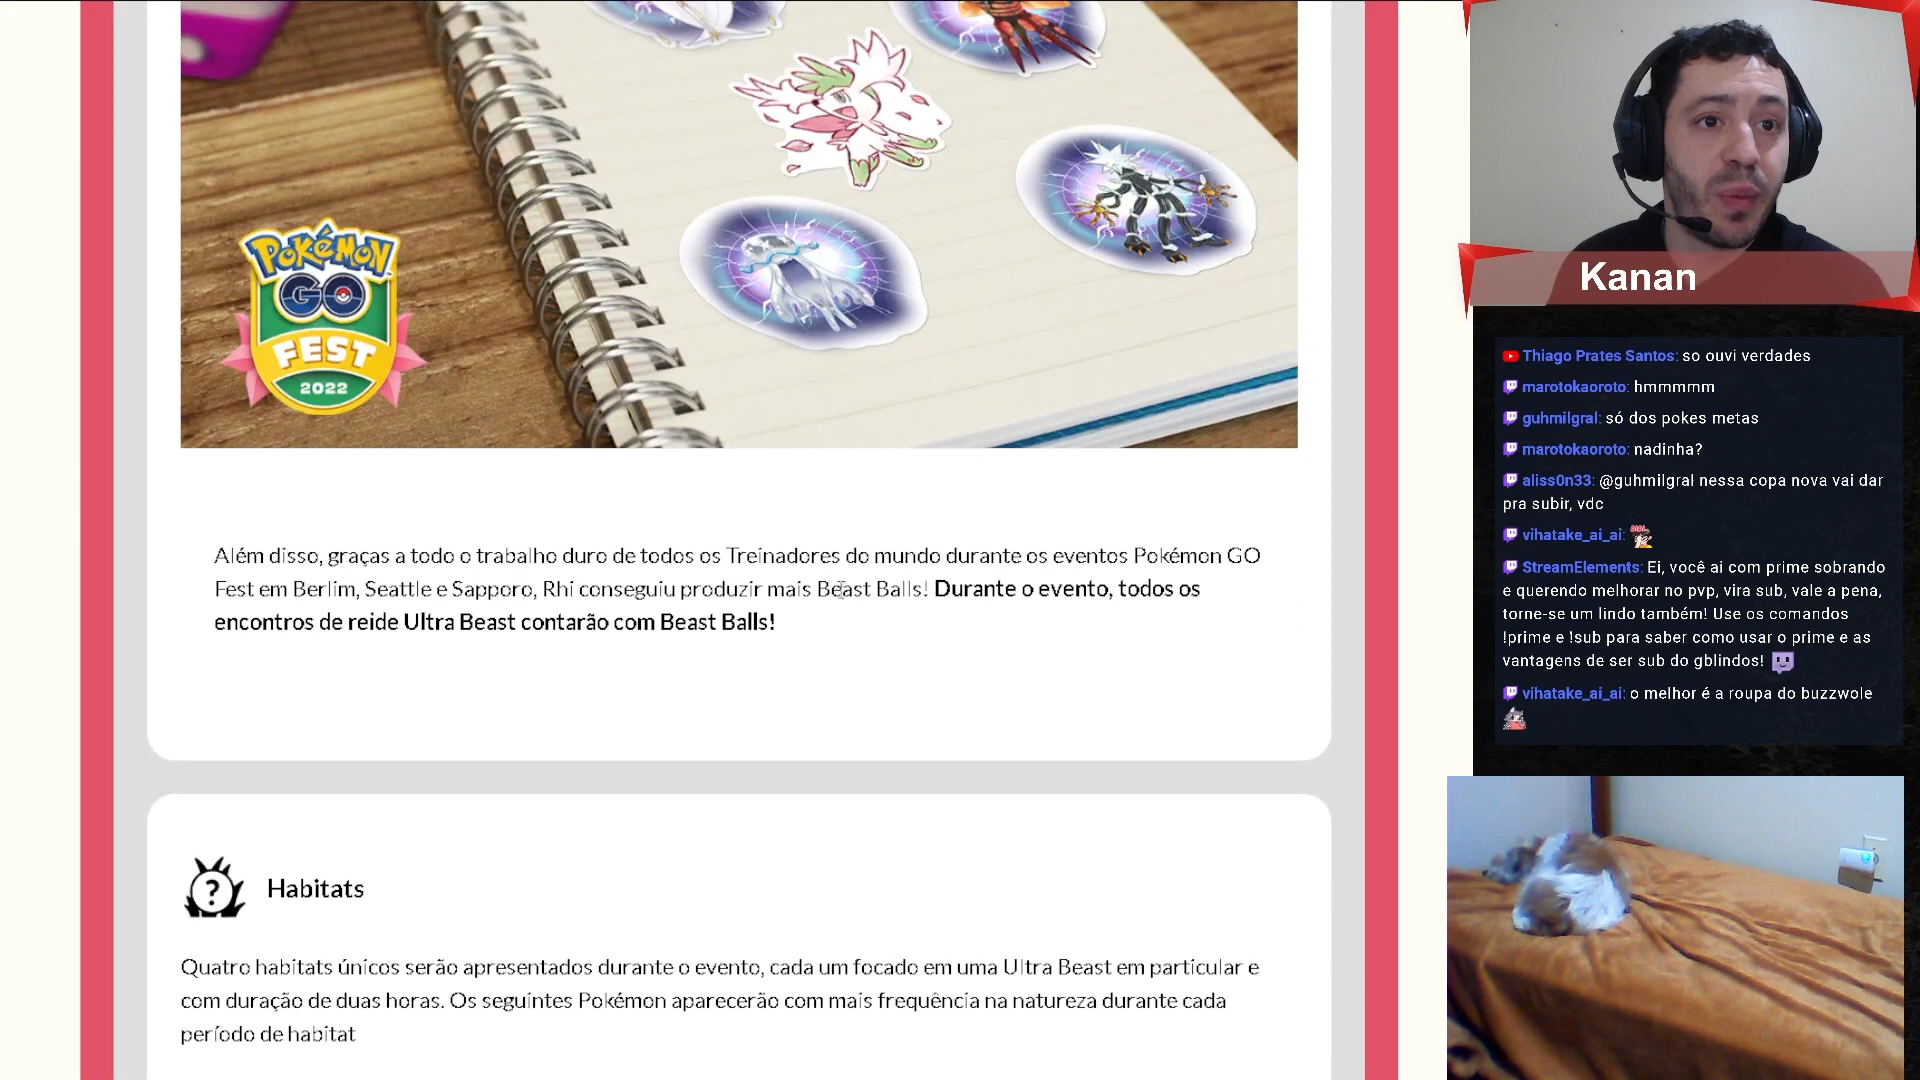 POKÉMON
GO
FEST
2022
Além disso, graças a todo o trabalho duro de todos os Treinadores do mundo durante os eventos Pokémon GO
Fest em Berlim, Seattle e Sapporo, Rhi conseguiu produzir mais Beast Balls! Durante o evento, todos os
encontros de reide Ultra Beast contarão com Beast Balls!
?
Habitats
Quatro habitats únicos serão apresentados durante o evento, cada um focado em uma Ultra Beast em particular e
com duração de duas horas. Os seguintes Pokémon aparecerão com mais frequência na natureza durante cada
período de habitat
Kanan
Thiago Prates Santos: so ouvi verdades
marotokaoroto: hmmmmm
guhmilgral: só dos pokes metas
marotokaoroto: nadinha?
aliss0n33: @guhmilgral nessa copa nova vai dar
pra subir, vdc
vihatake_ai_ai:
StreamElements: Ei, você ai com prime sobrando
e querendo melhorar no pvp, vira sub, vale a pena,
torne-se um lindo também! Use os comandos
!prime e !sub para saber como usar o prime e as
vantagens de ser sub do gblindos!
vihatake_ai_ai: o melhor é a roupa do buzzwole